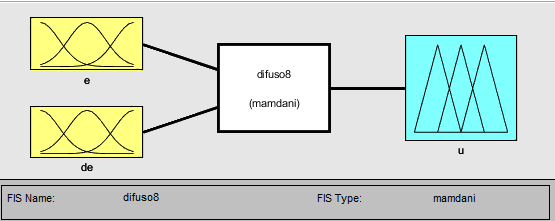 difuso8
(mamdani)
e
de
u
FIS Name: difuso8 FIS Type: mamdani